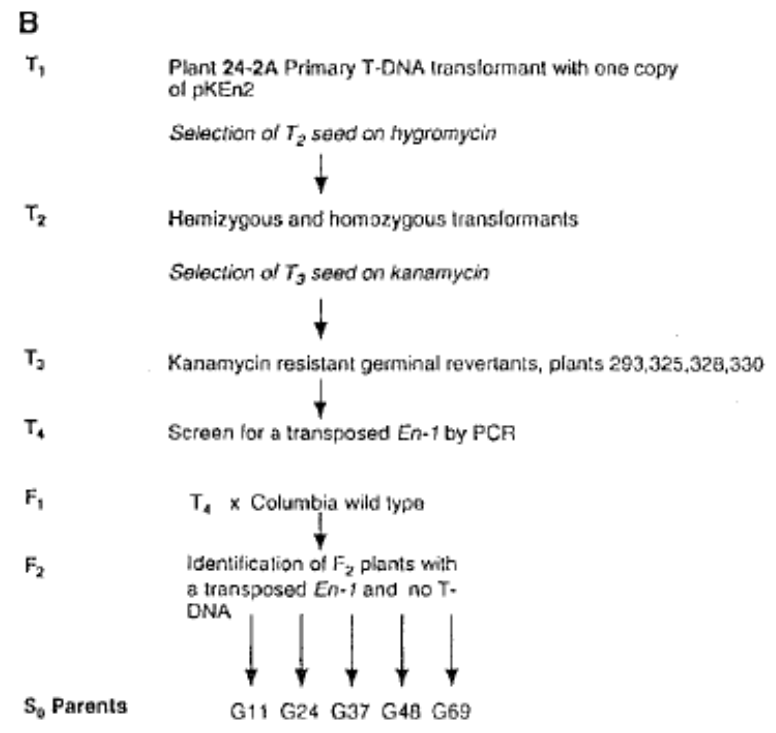 B
T1 Plant 24-2A Primary T-DNA transformant with one copy
of pKEn2
Selection of T2 seed on hygromycin
T2 Hemizygous and homozygous transformants
Selection of T3 seed on kanamycin
T3 Kanamycin resistant germinal revertants, plants 293,325,328,330
T4 Screen for a transposed En-1 by PCR
F1 T4 x Columbia wild type
F2 Identification of F2 plants with
a transposed En-1 and no T-
DNA
S0 Parents G11 G24 G37 G48 G69